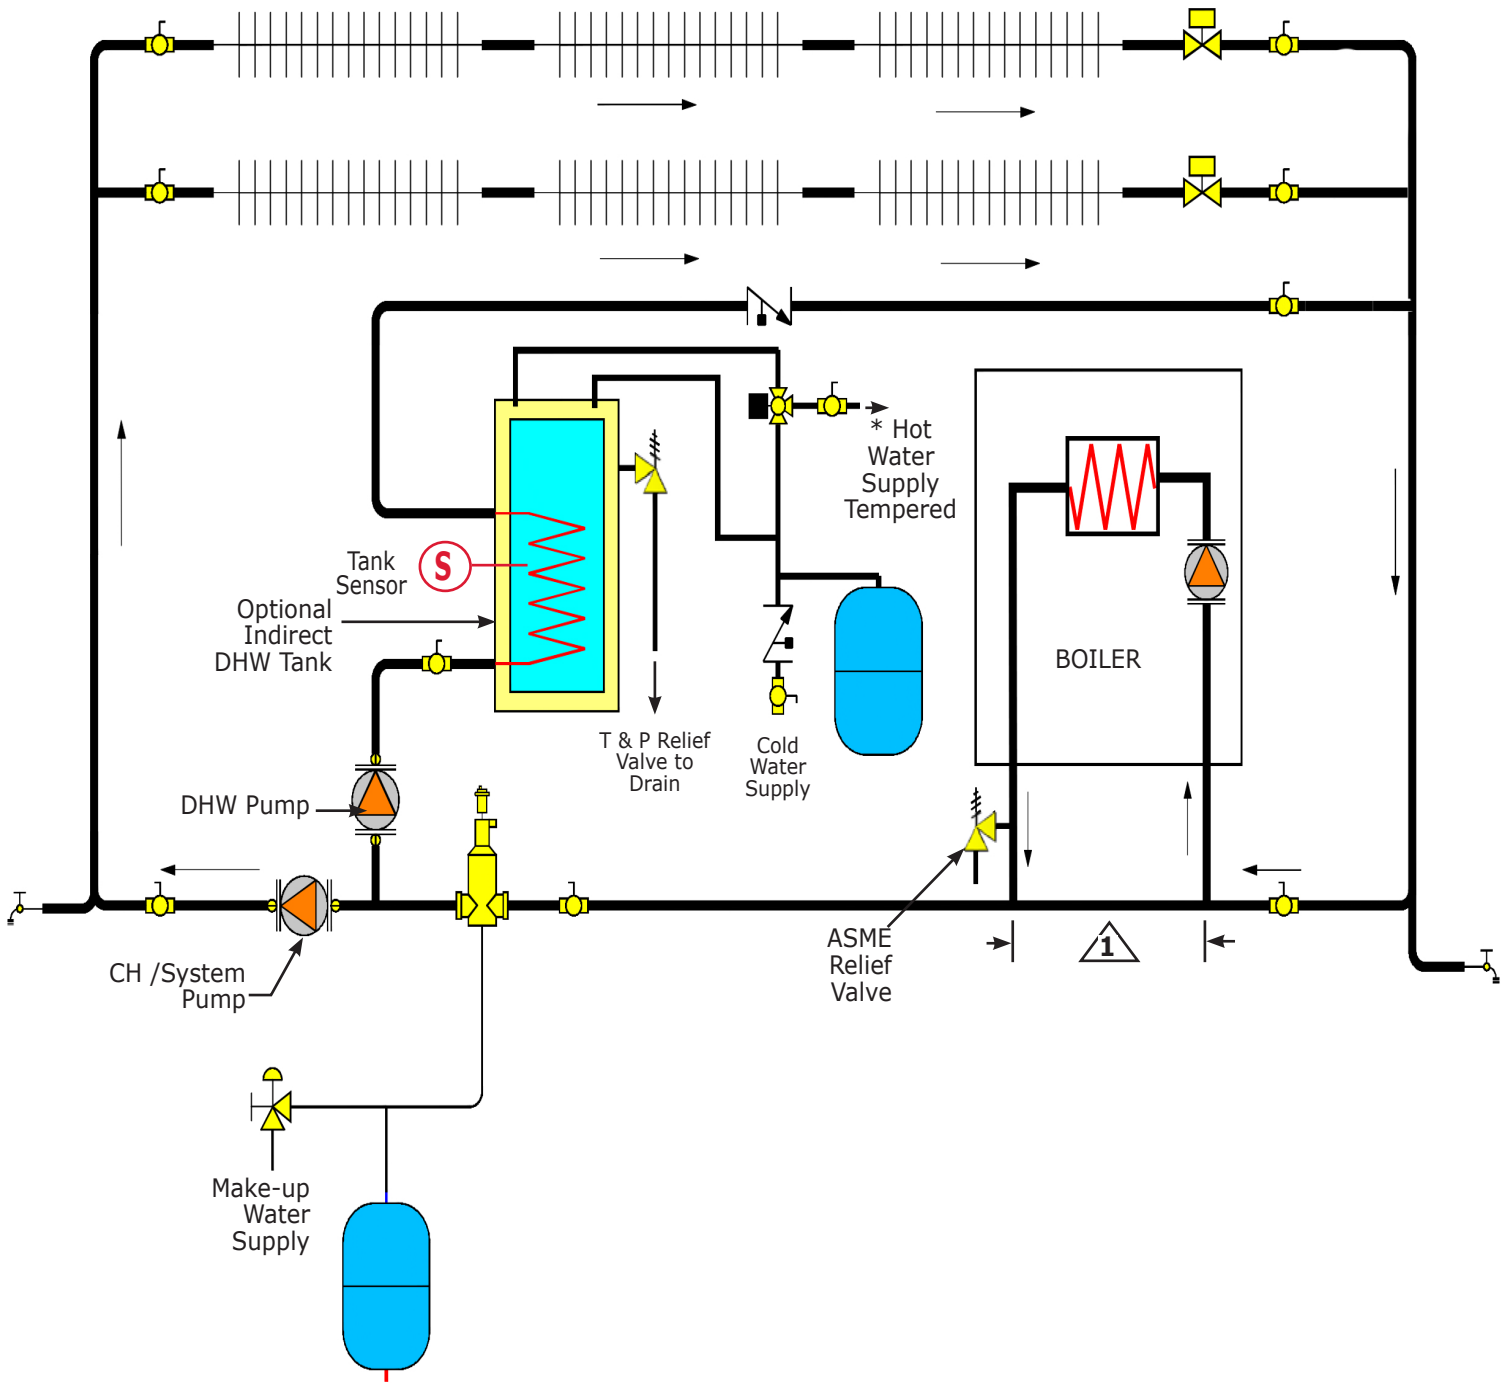 * Hot
Water
Supply
Tempered
Tank
Sensor
S
Optional
Indirect
DHW Tank
BOILER
T & P Relief
Valve to
Drain
Cold
Water
Supply
DHW Pump
ASME
Relief
Valve
1
CH /System
Pump
Make-up
Water
Supply